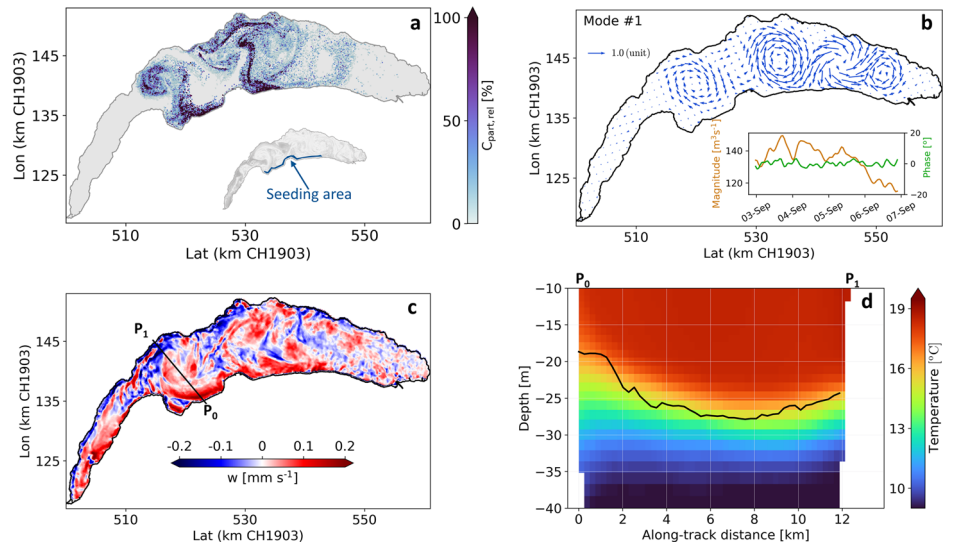 a
145
135
125
Lon (km CH1903)
510
530
550
Lat (km CH1903)
Seeding area
100
50
0
C_part, rel [%]
b
Mode #1
1.0 (unit)
145
135
125
Lon (km CH1903)
510
530
550
Lat (km CH1903)
Magnitude [m³s⁻¹]
140
120
20
0
−20
Phase [°]
03-Sep
04-Sep
05-Sep
06-Sep
07-Sep
c
P₁
P₀
145
135
125
Lon (km CH1903)
-0.2
-0.1
0
0.1
0.2
w [mm s⁻¹]
510
530
550
Lat (km CH1903)
P₀
P₁
d
−10
−15
−20
−25
−30
−35
−40
Depth [m]
0
2
4
6
8
10
12
Along-track distance [km]
19
16
13
10
Temperature [°C]